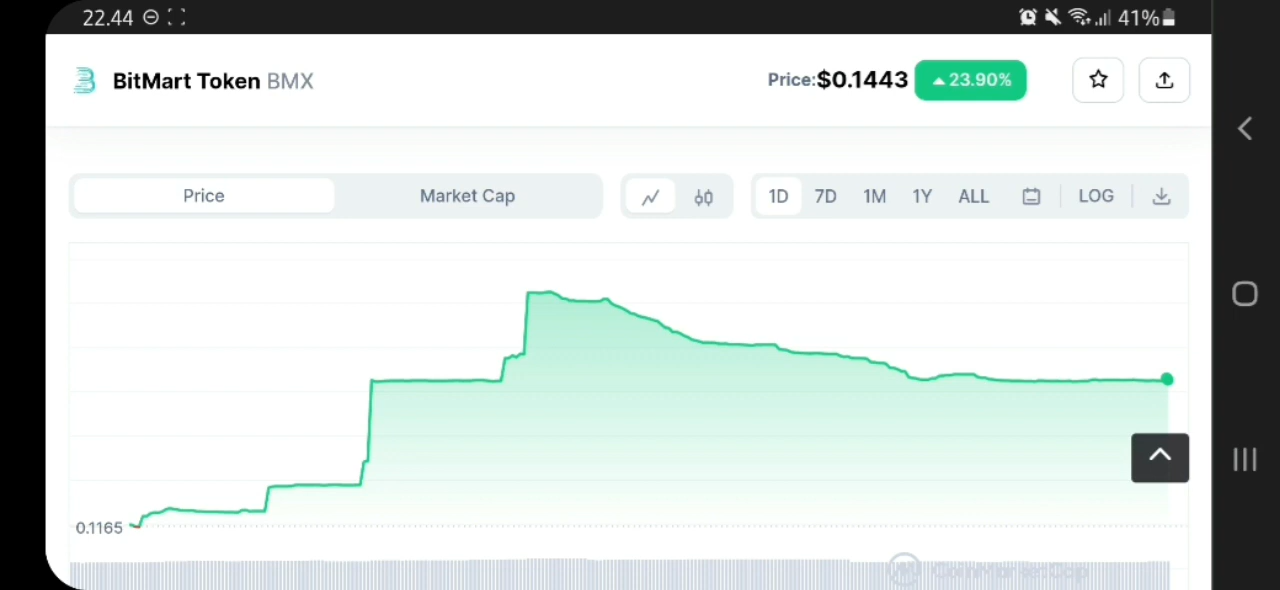 22.44 41%
BitMart Token BMX Price:$0.1443 23.90%
Price Market Cap 1D 7D 1M 1Y ALL LOG
0.1165
CoinMarketCap